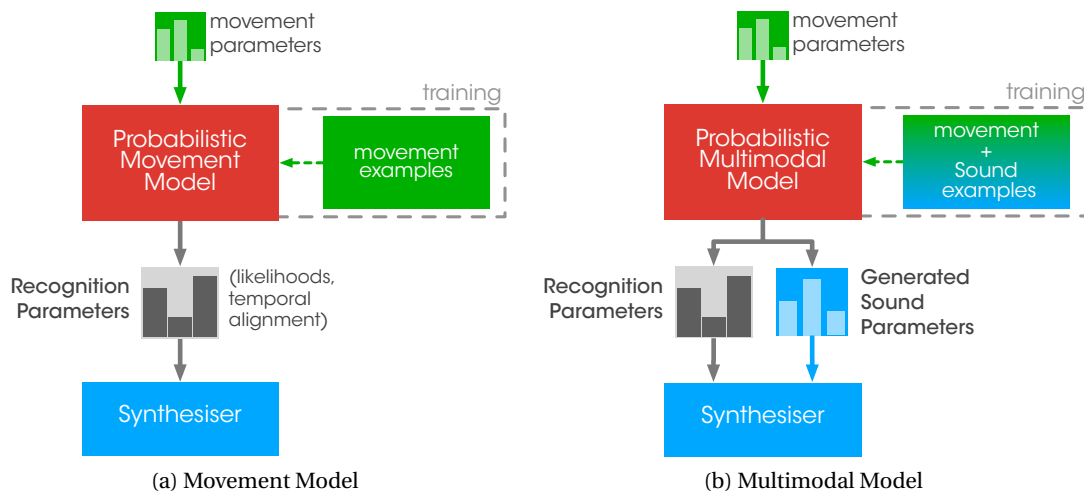 movement
parameters
training
Probabilistic
Movement
Model
movement
examples
Recognition
Parameters
(likelihoods,
temporal
alignment)
Synthesiser
(a) Movement Model
movement
parameters
training
Probabilistic
Multimodal
Model
movement
+
Sound
examples
Recognition
Parameters
Generated
Sound
Parameters
Synthesiser
(b) Multimodal Model